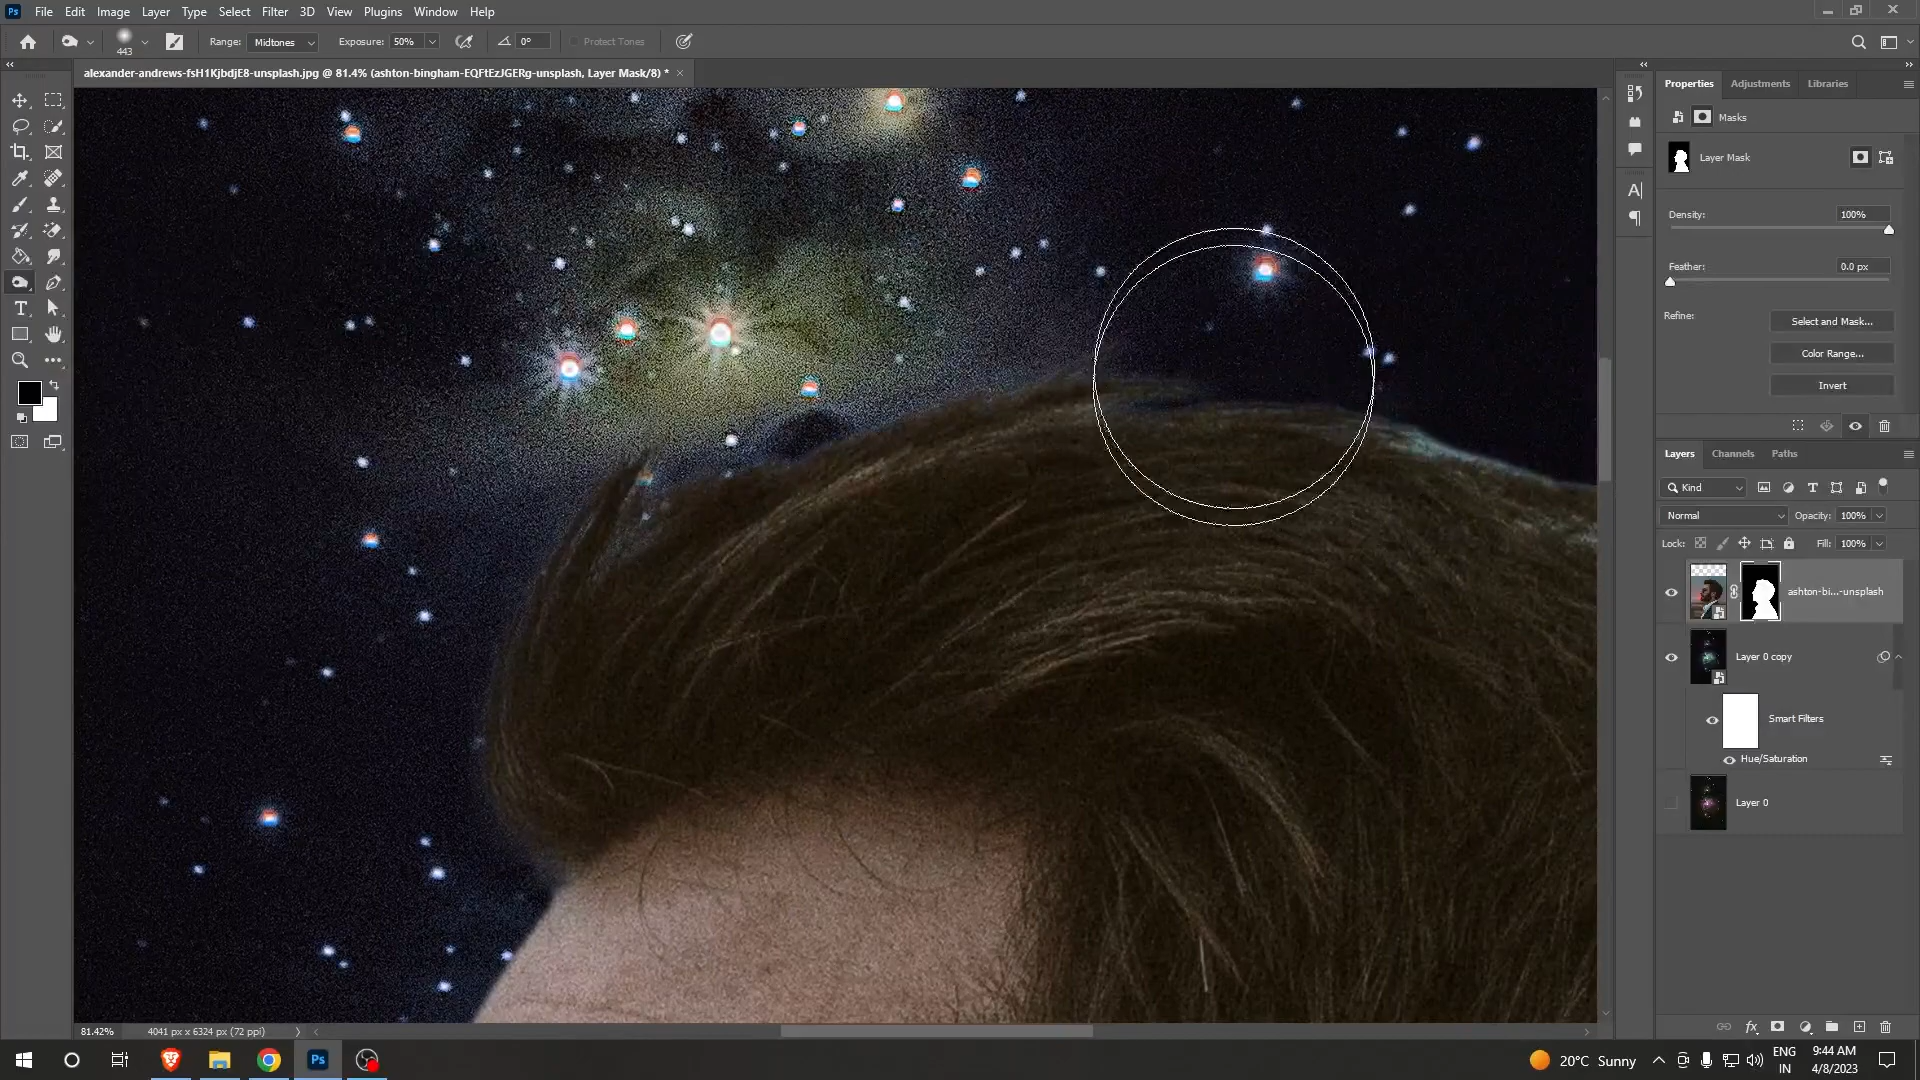 Ps File Edit Image Layer Type Select Filter 3D View Plugins Window Help
443 Range: Midtones Exposure: 50% 0° Protect Tones
alexander-andrews-fsH1KjbdjE8-unsplash.jpg @ 81.4% (ashton-bingham-EQFtEzJGERg-unsplash, Layer Mask/8) * ×
Properties Adjustments Libraries
Masks
Layer Mask
Density: 100%
Feather: 0.0 px
Refine: Select and Mask...
Color Range...
Invert
Layers Channels Paths
Kind
Normal Opacity: 100%
Lock: Fill: 100%
ashton-bi...-unsplash
Layer 0 copy
Smart Filters
Hue/Saturation
Layer 0
fx
81.42% 4041 px x 6324 px (72 ppi)
Ps 20°C Sunny ENG 9:44 AM
IN 4/8/2023